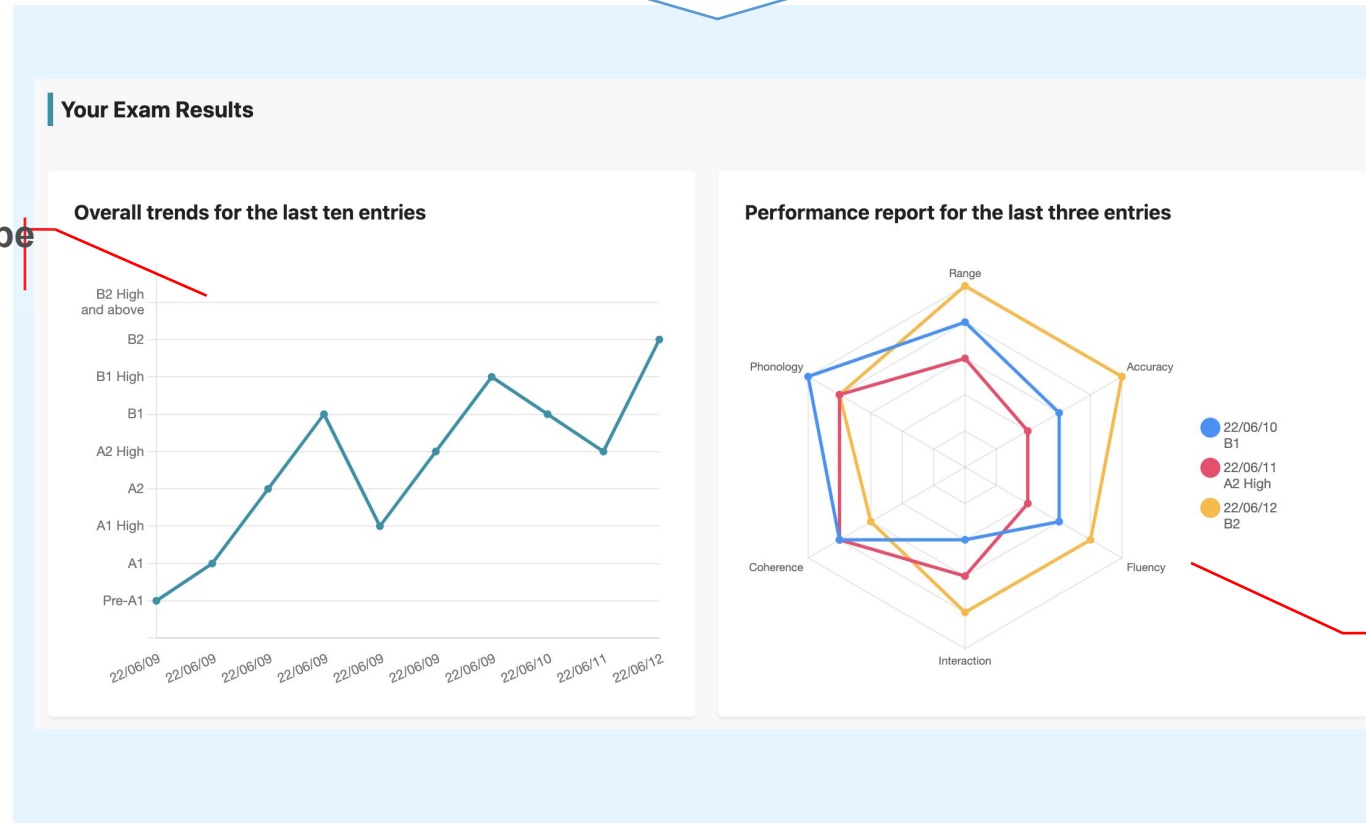 Your Exam Results
Overall trends for the last ten entries
B2 High
and above
B2
B1 High
B1
A2 High
A2
A1 High
A1
Pre-A1
22/06/09
22/06/09
22/06/09
22/06/09
22/06/09
22/06/09
22/06/09
22/06/10
22/06/11
22/06/12
Performance report for the last three entries
Range
Phonology
Accuracy
Coherence
Fluency
Interaction
22/06/10
B1
22/06/11
A2 High
22/06/12
B2